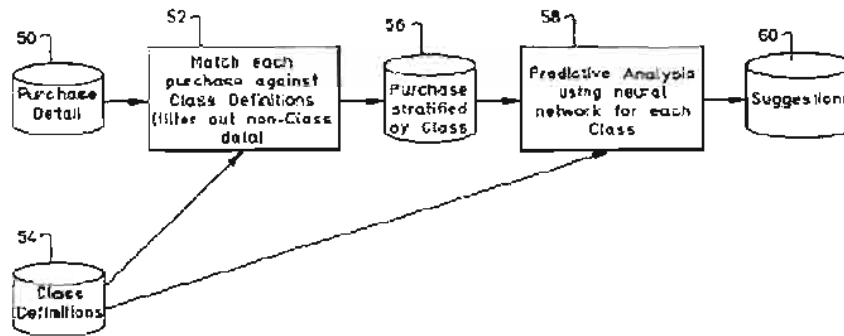 50
Purchase
Detail
52
Match each
purchase against
Class Definitions
(filter out non-Class
data)
56
Purchase
stratified
by Class
58
Predictive Analysis
using neural
network for each
Class
60
Suggestions
54
Class
Definitions